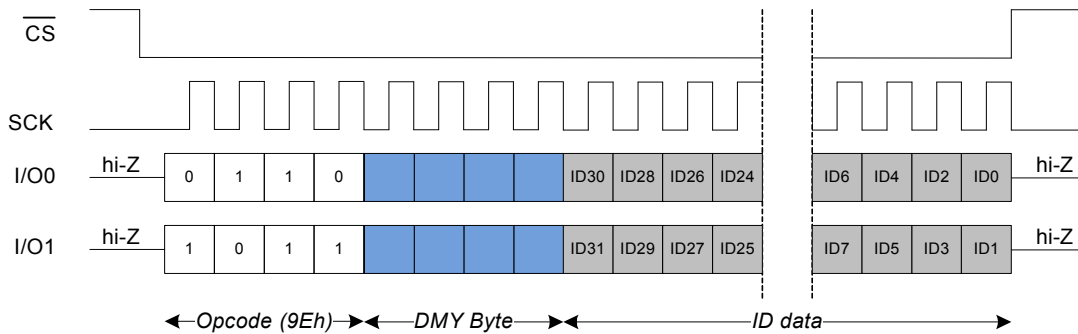 CS
SCK
I/O0 hi-Z 0 1 1 0 ID30 ID28 ID26 ID24 ID6 ID4 ID2 ID0 hi-Z
I/O1 hi-Z 1 0 1 1 ID31 ID29 ID27 ID25 ID7 ID5 ID3 ID1 hi-Z
Opcode (9Eh) DMY Byte ID data